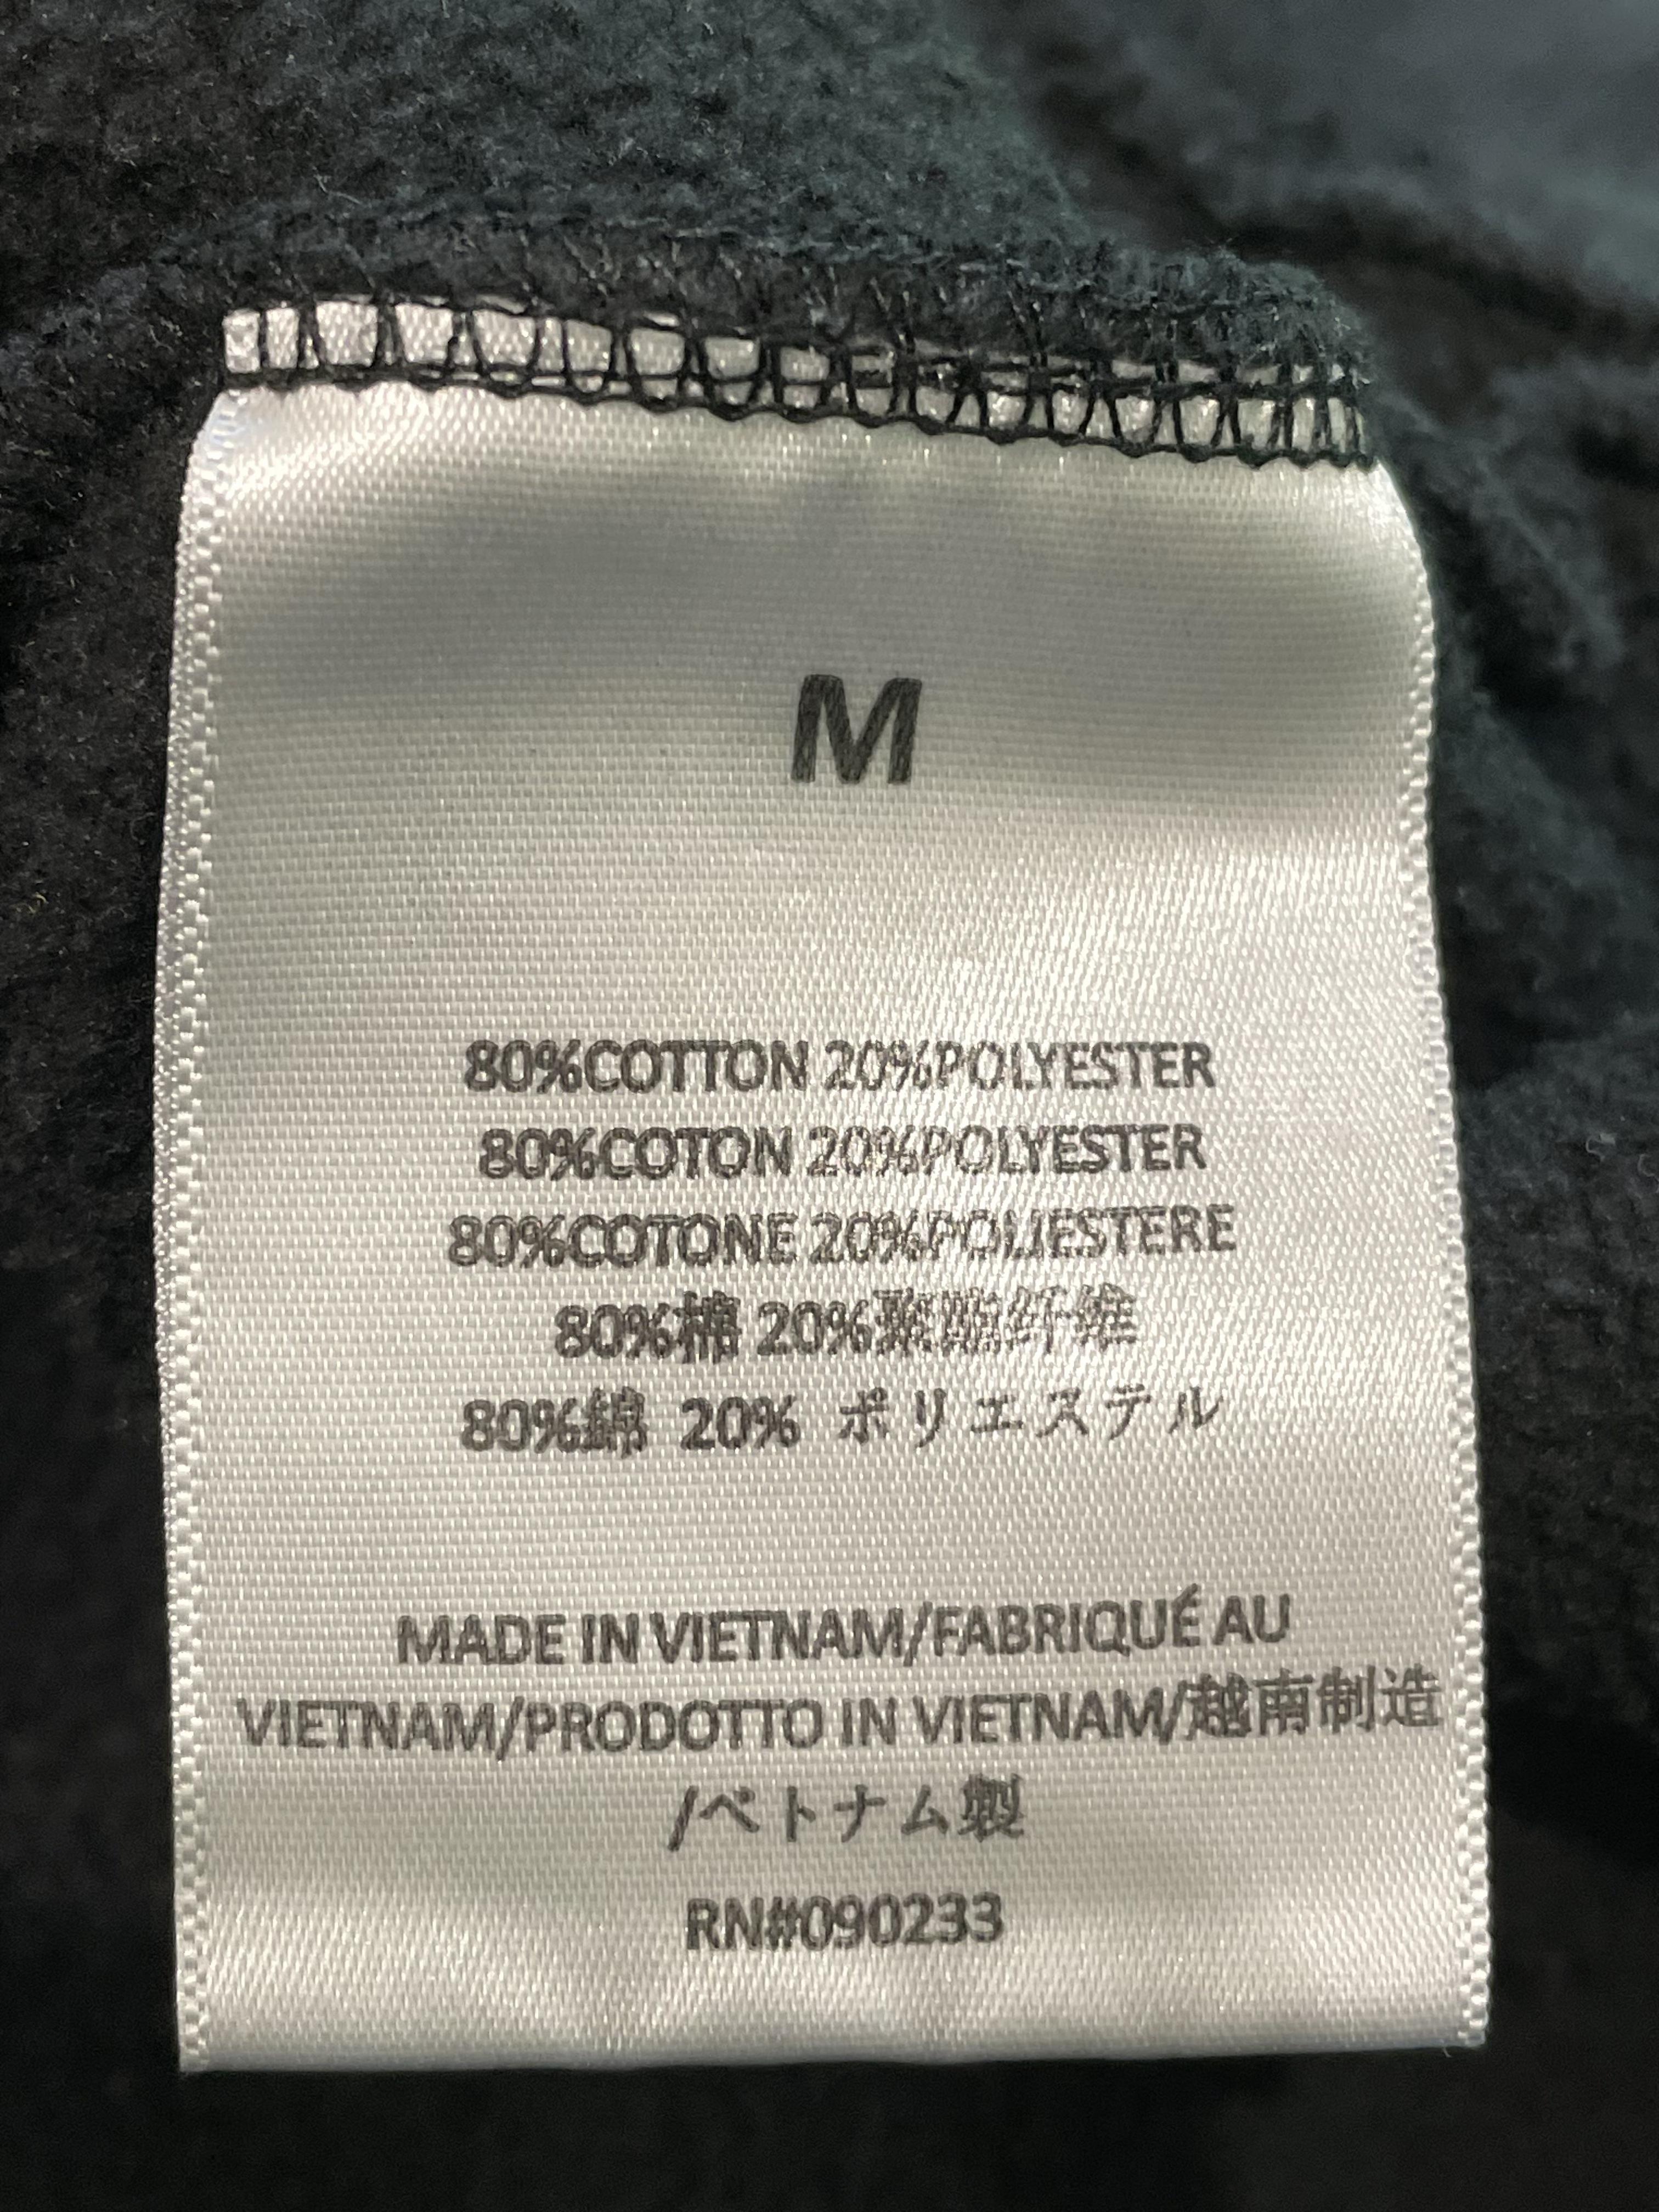 M
80%COTTON 20%POLYESTER
80%COTON 20%POLYESTER
80%COTONE 20%POLIESTERE
80%棉 20%聚酯纤维
80%綿 20% ポリエステル
MADE IN VIETNAM/FABRIQUÉ AU
VIETNAM/PRODOTTO IN VIETNAM/越南制造
/ベトナム製
RN#090233